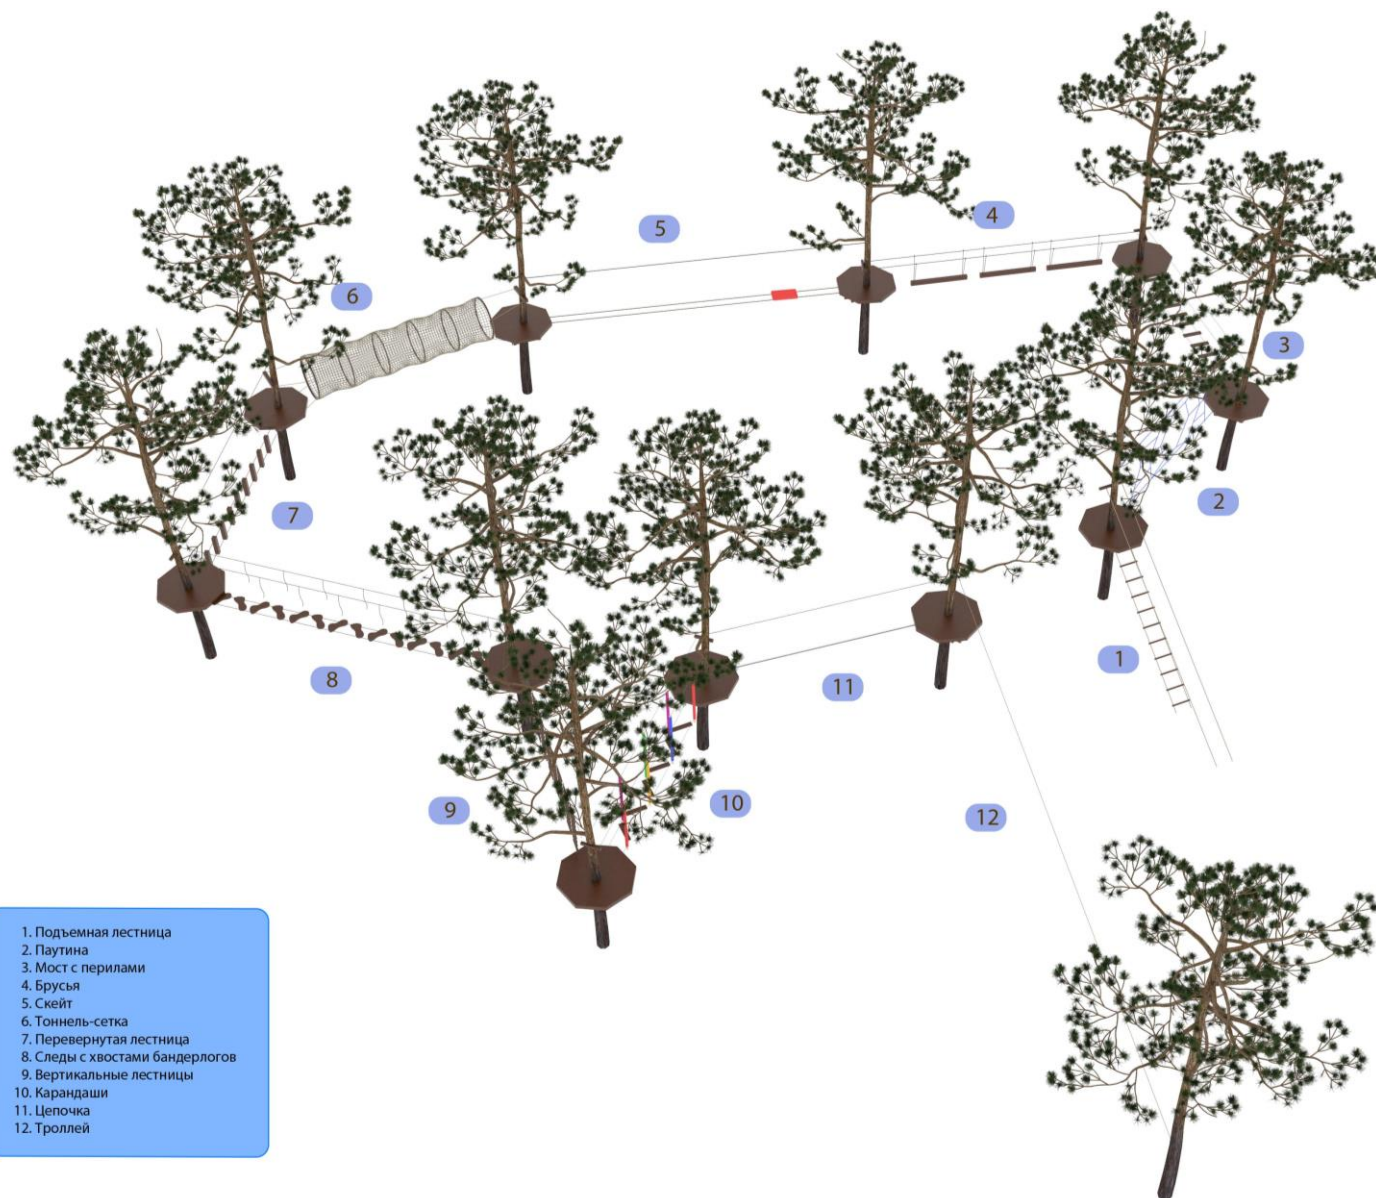 4
5
6
3
2
7
1
8
11
10
9
12
1. Подъемная лестница
2. Паутина
3. Мост с перилами
4. Брусья
5. Скейт
6. Тоннель-сетка
7. Перевернутая лестница
8. Следы с хвостами бандерлогов
9. Вертикальные лестницы
10. Карандаши
11. Цепочка
12. Троллей